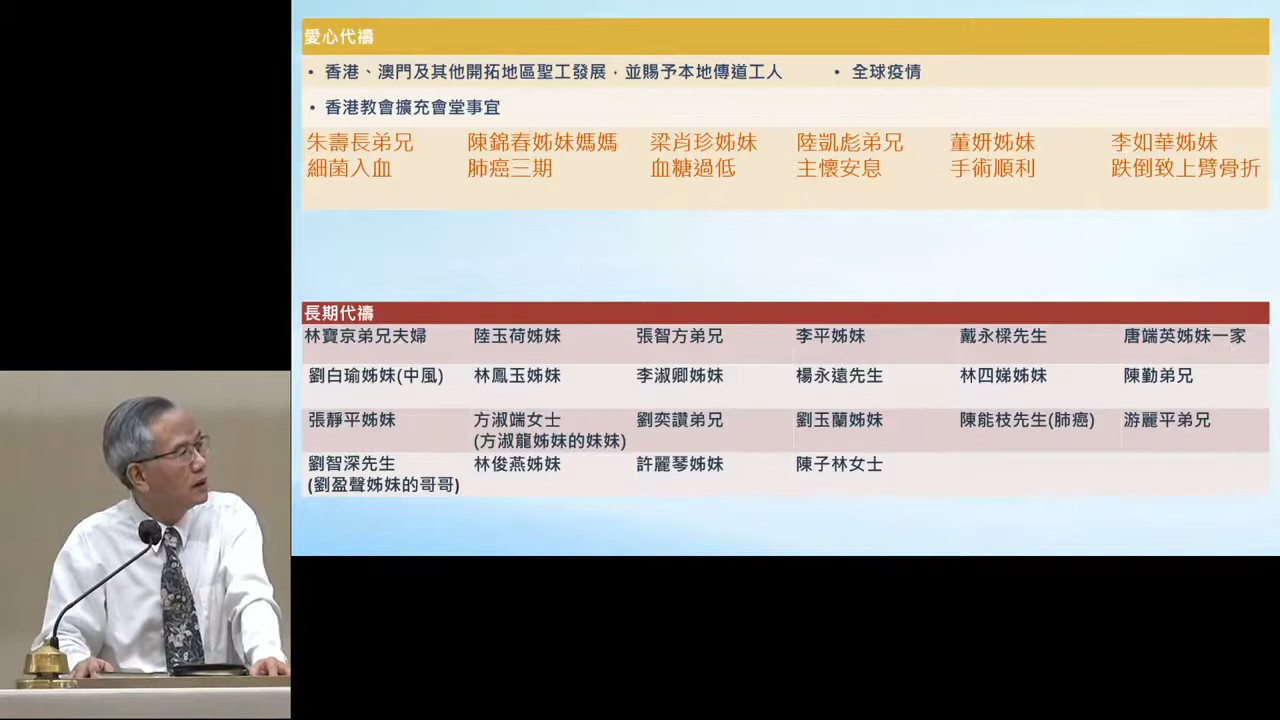 愛心代禱
• 香港、澳門及其他開拓地區聖工發展，並賜予本地傳道工人 • 全球疫情
• 香港教會擴充會堂事宜
朱壽長弟兄 陳錦春姊妹媽媽 梁肖珍姊妹 陸凱彪弟兄 董妍姊妹 李如華姊妹
細菌入血 肺癌三期 血糖過低 主懷安息 手術順利 跌倒致上臂骨折
長期代禱
林寶京弟兄夫婦 陸玉荷姊妹 張智方弟兄 李平姊妹 戴永樑先生 唐端英姊妹一家
劉白瑜姊妹(中風) 林鳳玉姊妹 李淑卿姊妹 楊永遠先生 林四娣姊妹 陳勤弟兄
張靜平姊妹 方淑端女士 劉奕讚弟兄 劉玉蘭姊妹 陳能枝先生(肺癌) 游麗平弟兄
(方淑龍姊妹的妹妹)
劉智深先生 林俊燕姊妹 許麗琴姊妹 陳子林女士
(劉盈聲姊妹的哥哥)